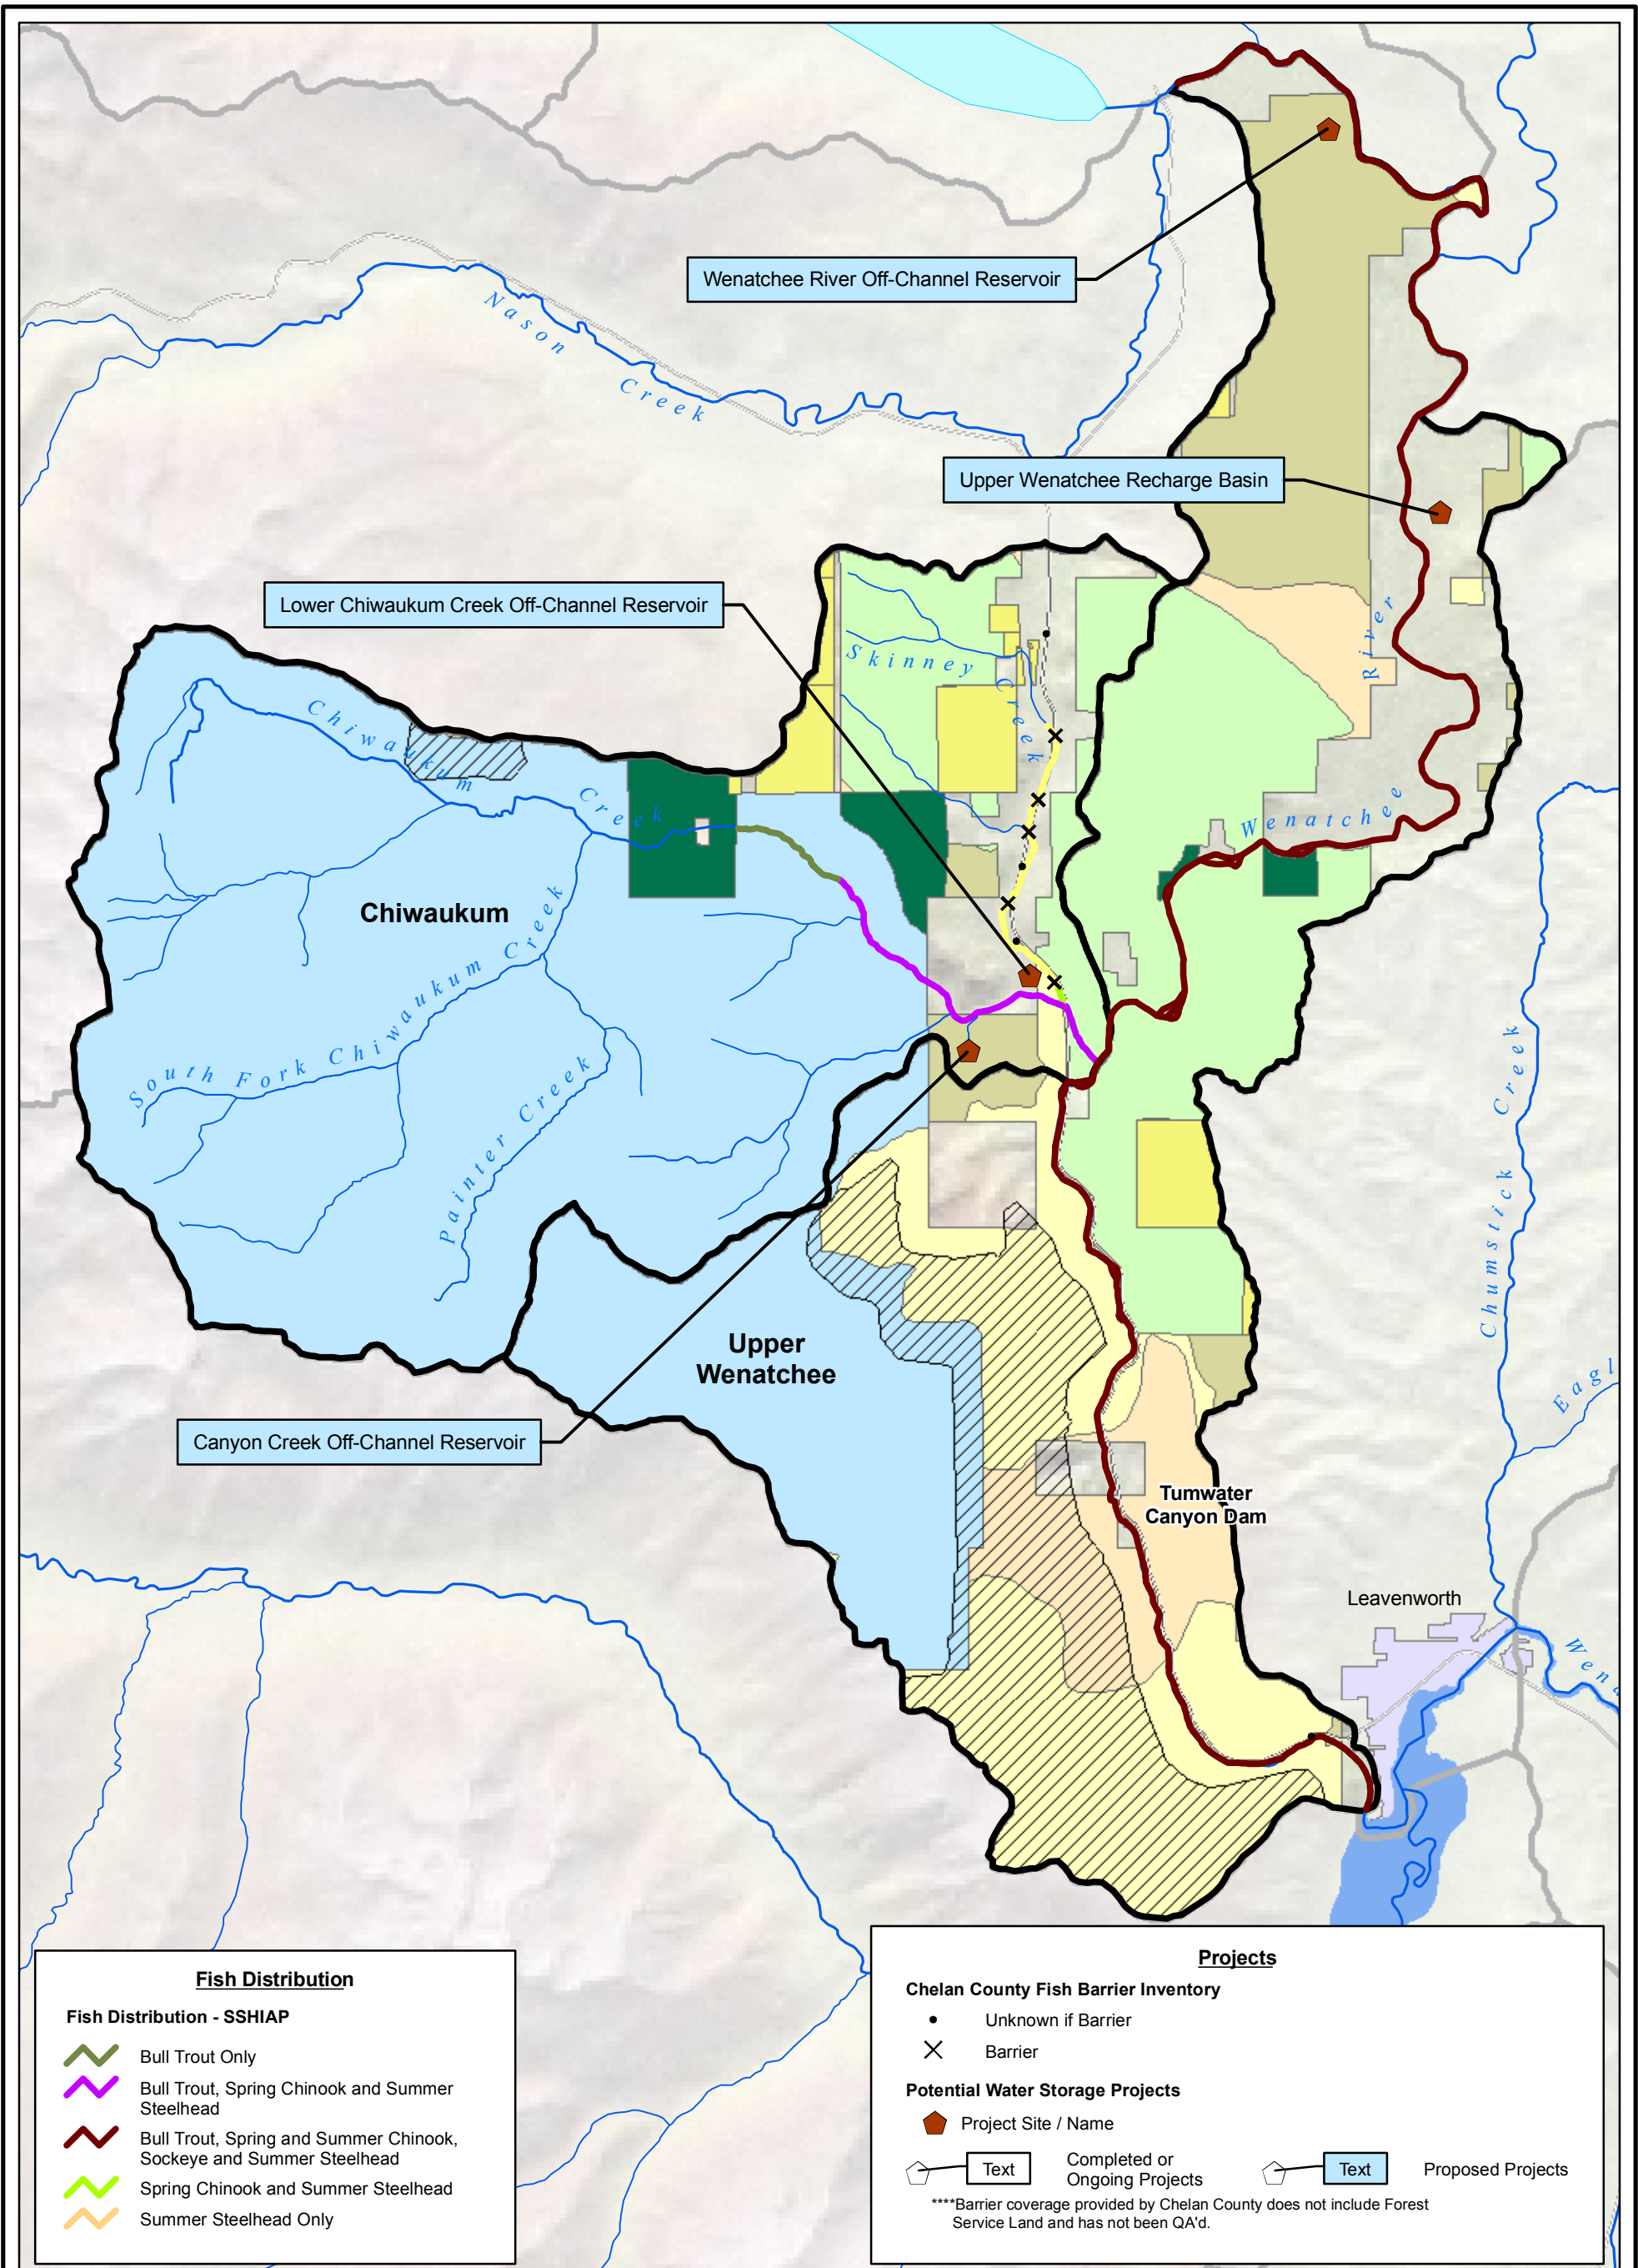 Wenatchee River Off-Channel Reservoir
Nason
Creek
Upper Wenatchee Recharge Basin
Lower Chiwaukum Creek Off-Channel Reservoir
River
Skinney
Creek
Chiwaukum
Creek
Wenatchee
Chiwaukum
South Fork Chiwaukum Creek
Painter Creek
Chumstick Creek
Upper
Wenatchee
Eagl
Canyon Creek Off-Channel Reservoir
Tumwater
Canyon Dam
Leavenworth
Wena
Fish Distribution
Fish Distribution - SSHIAP
Bull Trout Only
Bull Trout, Spring Chinook and Summer
Steelhead
Bull Trout, Spring and Summer Chinook,
Sockeye and Summer Steelhead
Spring Chinook and Summer Steelhead
Summer Steelhead Only
Projects
Chelan County Fish Barrier Inventory
Unknown if Barrier
Barrier
Potential Water Storage Projects
Project Site / Name
Text
Completed or
Ongoing Projects
Text
Proposed Projects
****Barrier coverage provided by Chelan County does not include Forest
Service Land and has not been QA'd.